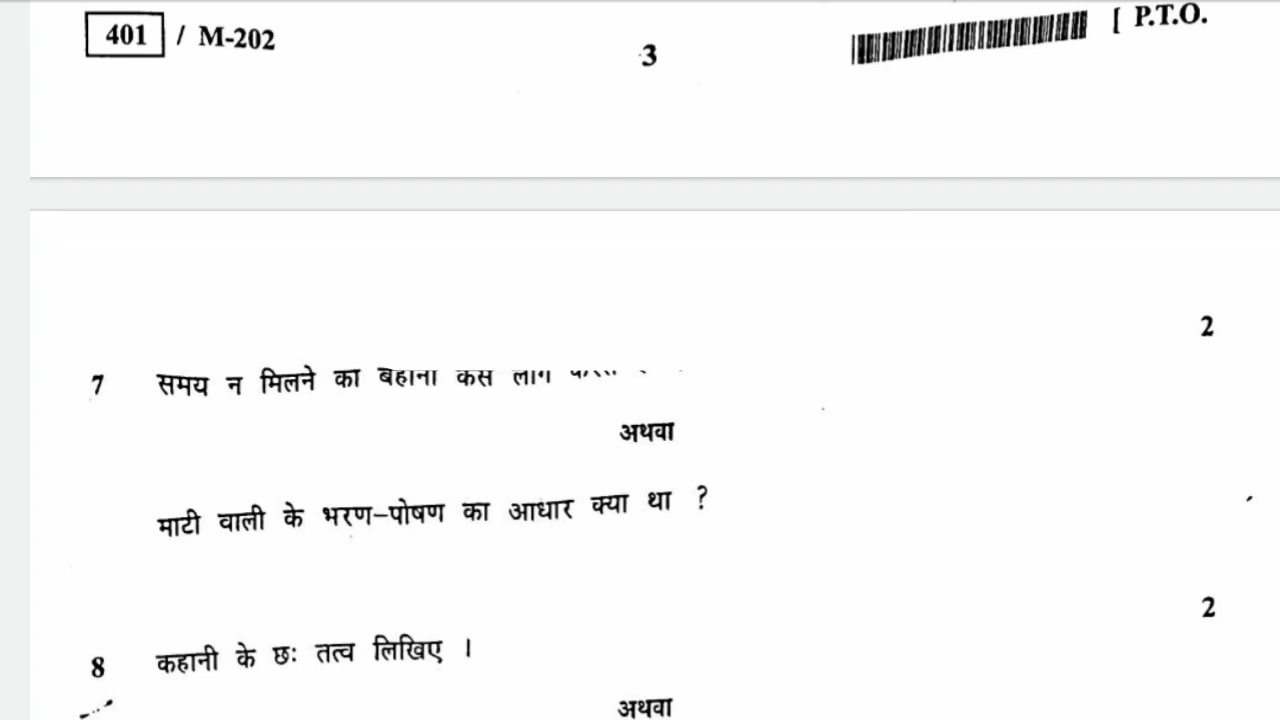 401 / M-202
3
[ P.T.O.
2
7 समय न मिलने का बहाना कैसे लोग
अथवा
माटी वाली के भरण-पोषण का आधार क्या था ?
2
8 कहानी के छः तत्व लिखिए ।
अथवा